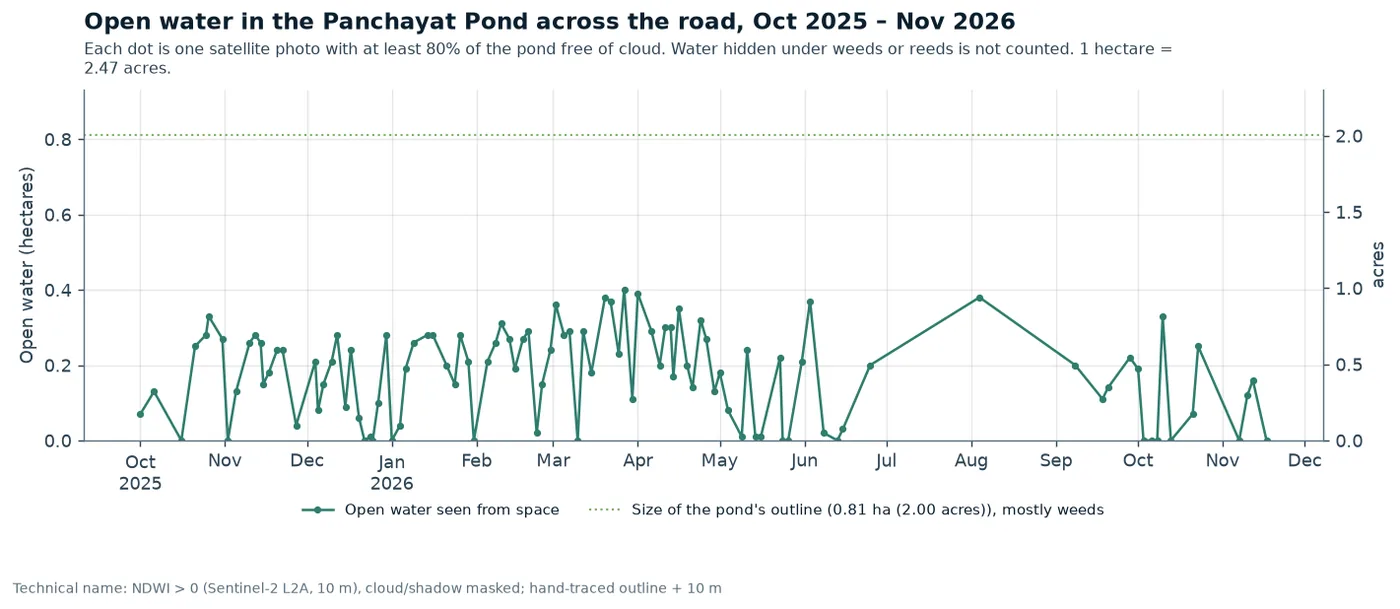 Open water in the Panchayat Pond across the road, Oct 2025 – Nov 2026
Each dot is one satellite photo with at least 80% of the pond free of cloud. Water hidden under weeds or reeds is not counted. 1 hectare =
2.47 acres.
Open water (hectares)
0.8
0.6
0.4
0.2
0.0
2.0
1.5
1.0
0.5
0.0
acres
Oct Nov Dec Jan Feb Mar Apr May Jun Jul Aug Sep Oct Nov Dec
2025 2026
Open water seen from space
Size of the pond's outline (0.81 ha (2.00 acres)), mostly weeds
Technical name: NDWI > 0 (Sentinel-2 L2A, 10 m), cloud/shadow masked; hand-traced outline + 10 m